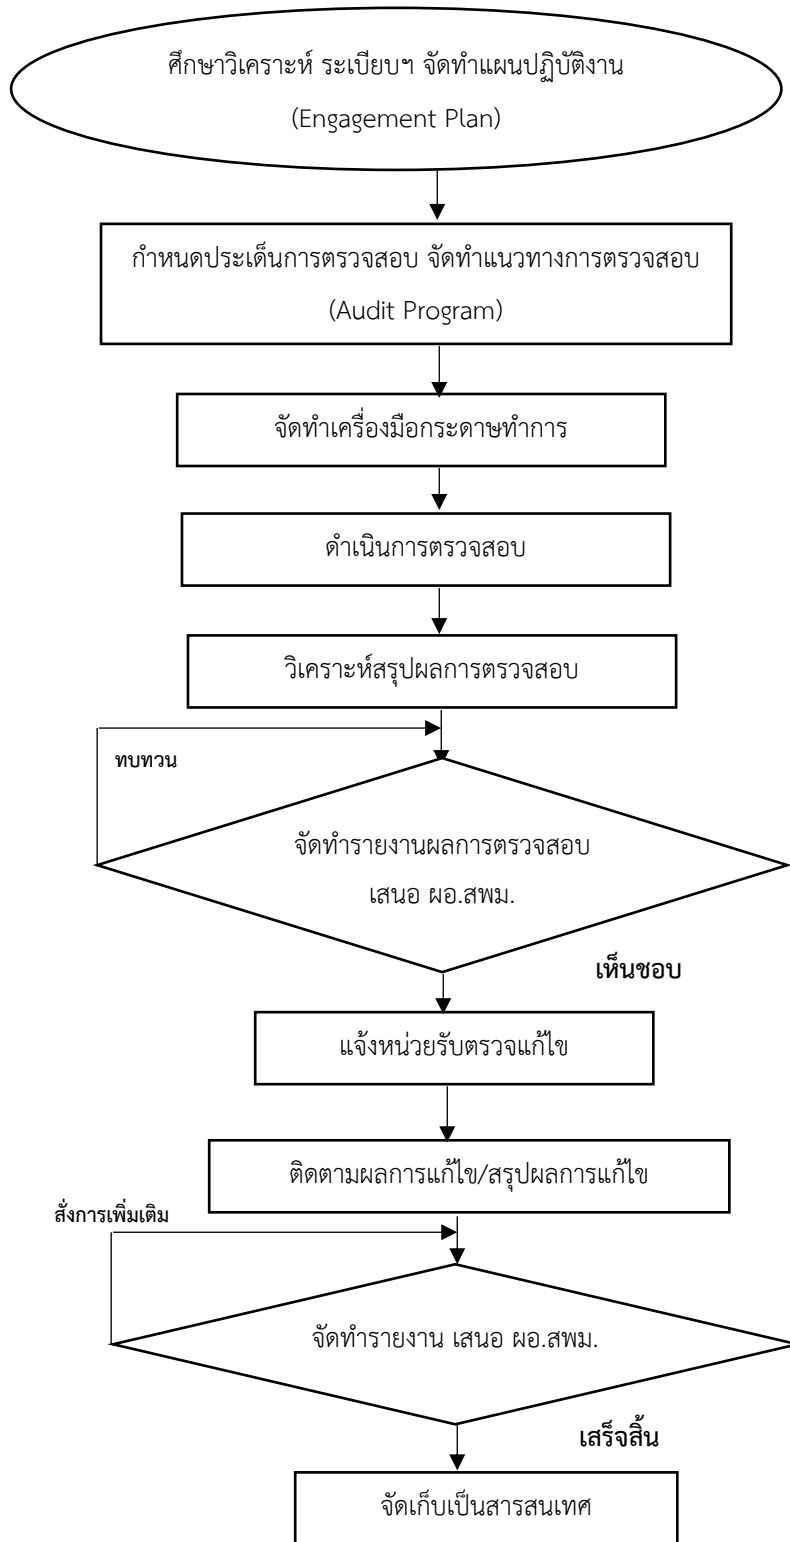 ศึกษาวิเคราะห์ ระเบียบฯ จัดทำแผนปฏิบัติงาน
(Engagement Plan)
กำหนดประเด็นการตรวจสอบ จัดทำแนวทางการตรวจสอบ
(Audit Program)
จัดทำเครื่องมือกระดาษทำการ
ดำเนินการตรวจสอบ
วิเคราะห์สรุปผลการตรวจสอบ
ทบทวน
จัดทำรายงานผลการตรวจสอบ
เสนอ ผอ.สพม.
เห็นชอบ
แจ้งหน่วยรับตรวจแก้ไข
ติดตามผลการแก้ไข/สรุปผลการแก้ไข
สั่งการเพิ่มเติม
จัดทำรายงาน เสนอ ผอ.สพม.
เสร็จสิ้น
จัดเก็บเป็นสารสนเทศ